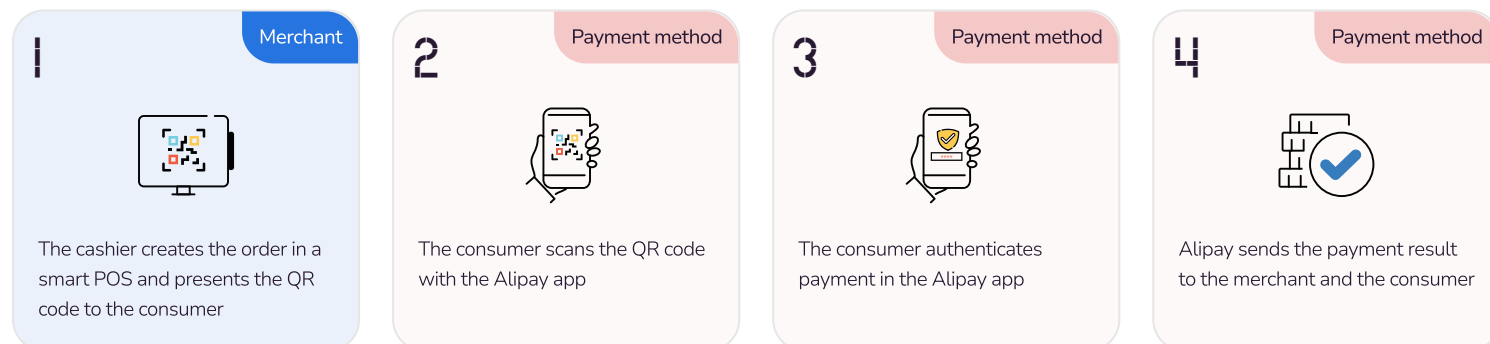 1
Merchant
The cashier creates the order in a
smart POS and presents the QR
code to the consumer
2
Payment method
The consumer scans the QR code
with the Alipay app
3
Payment method
The consumer authenticates
payment in the Alipay app
4
Payment method
Alipay sends the payment result
to the merchant and the consumer